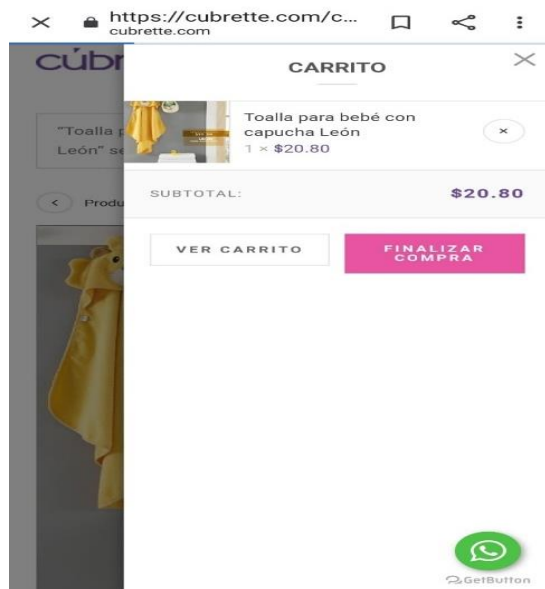 https://cubrette.com/c...
cubrette.com
cúbr
CARRITO
"Toalla p
León" se
Toalla para bebé con
capucha León
1 × $20.80
Produ
SUBTOTAL:
$20.80
VER CARRITO
FINALIZAR
COMPRA
GetButton